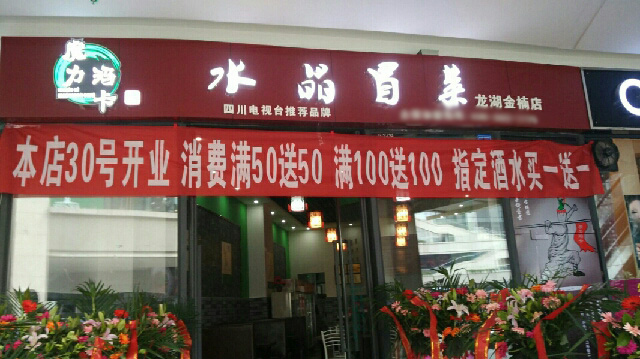 魔力海卡
水晶冒菜
四川电视台推荐品牌
龙湖金楠店
本店30号开业 消费满50送50 满100送100 指定酒水买一送一